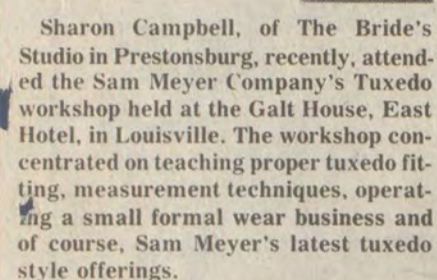 Sharon Campbell, of The Bride's
Studio in Prestonsburg, recently, attend-
ed the Sam Meyer Company's Tuxedo
workshop held at the Galt House, East
Hotel, in Louisville. The workshop con-
centrated on teaching proper tuxedo fit-
ting, measurement techniques, operat-
ing a small formal wear business and
of course, Sam Meyer's latest tuxedo
style offerings.